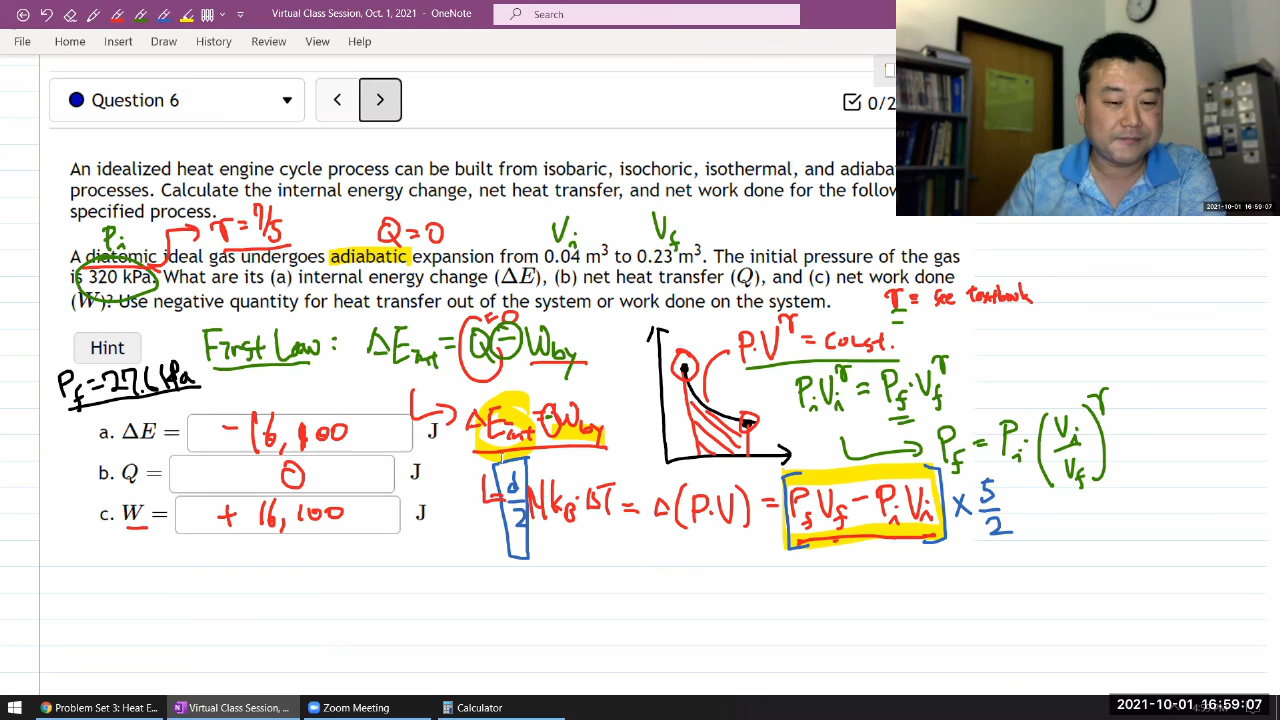 Virtual Class Session, Oct. 1, 2021 - OneNote
Search
File Home Insert Draw History Review View Help
Question 6
0/2
An idealized heat engine cycle process can be built from isobaric, isochoric, isothermal, and adiaba
processes. Calculate the internal energy change, net heat transfer, and net work done for the follow
specified process.
Pi γ = 7/5 Q = 0 Vi Vf
A diatomic ideal gas undergoes adiabatic expansion from 0.04 m³ to 0.23 m³. The initial pressure of the gas
is 320 kPa. What are its (a) internal energy change (ΔE), (b) net heat transfer (Q), and (c) net work done
(W)? Use negative quantity for heat transfer out of the system or work done on the system.
γ = see textbook
Hint
First Law: ΔEint = Q − Wby
= 0
P·V^γ = const.
Pf = 27.6 kPa
Pi Vi^γ = Pf·Vf^γ
ΔEint = −Wby
Pf = Pi·(Vi/Vf)^γ
a. ΔE = −16,100 J
b. Q = 0 J
c. W = +16,100 J
= d/2 NkB·ΔT = Δ(P·V) = [Pf Vf − Pi Vi] × 5/2
Problem Set 3: Heat E... Virtual Class Session,... Zoom Meeting Calculator
2021-10-01 16:59:07
2021-10-01 16:59:07